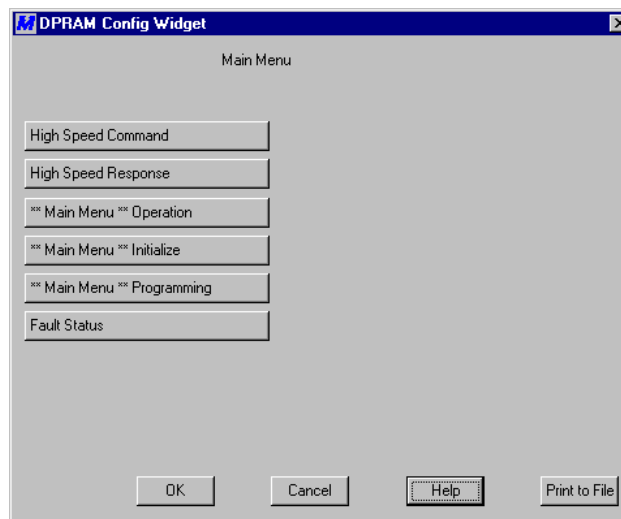 DPRAM Config Widget
Main Menu
High Speed Command
High Speed Response
** Main Menu ** Operation
** Main Menu ** Initialize
** Main Menu ** Programming
Fault Status
OK Cancel Help Print to File